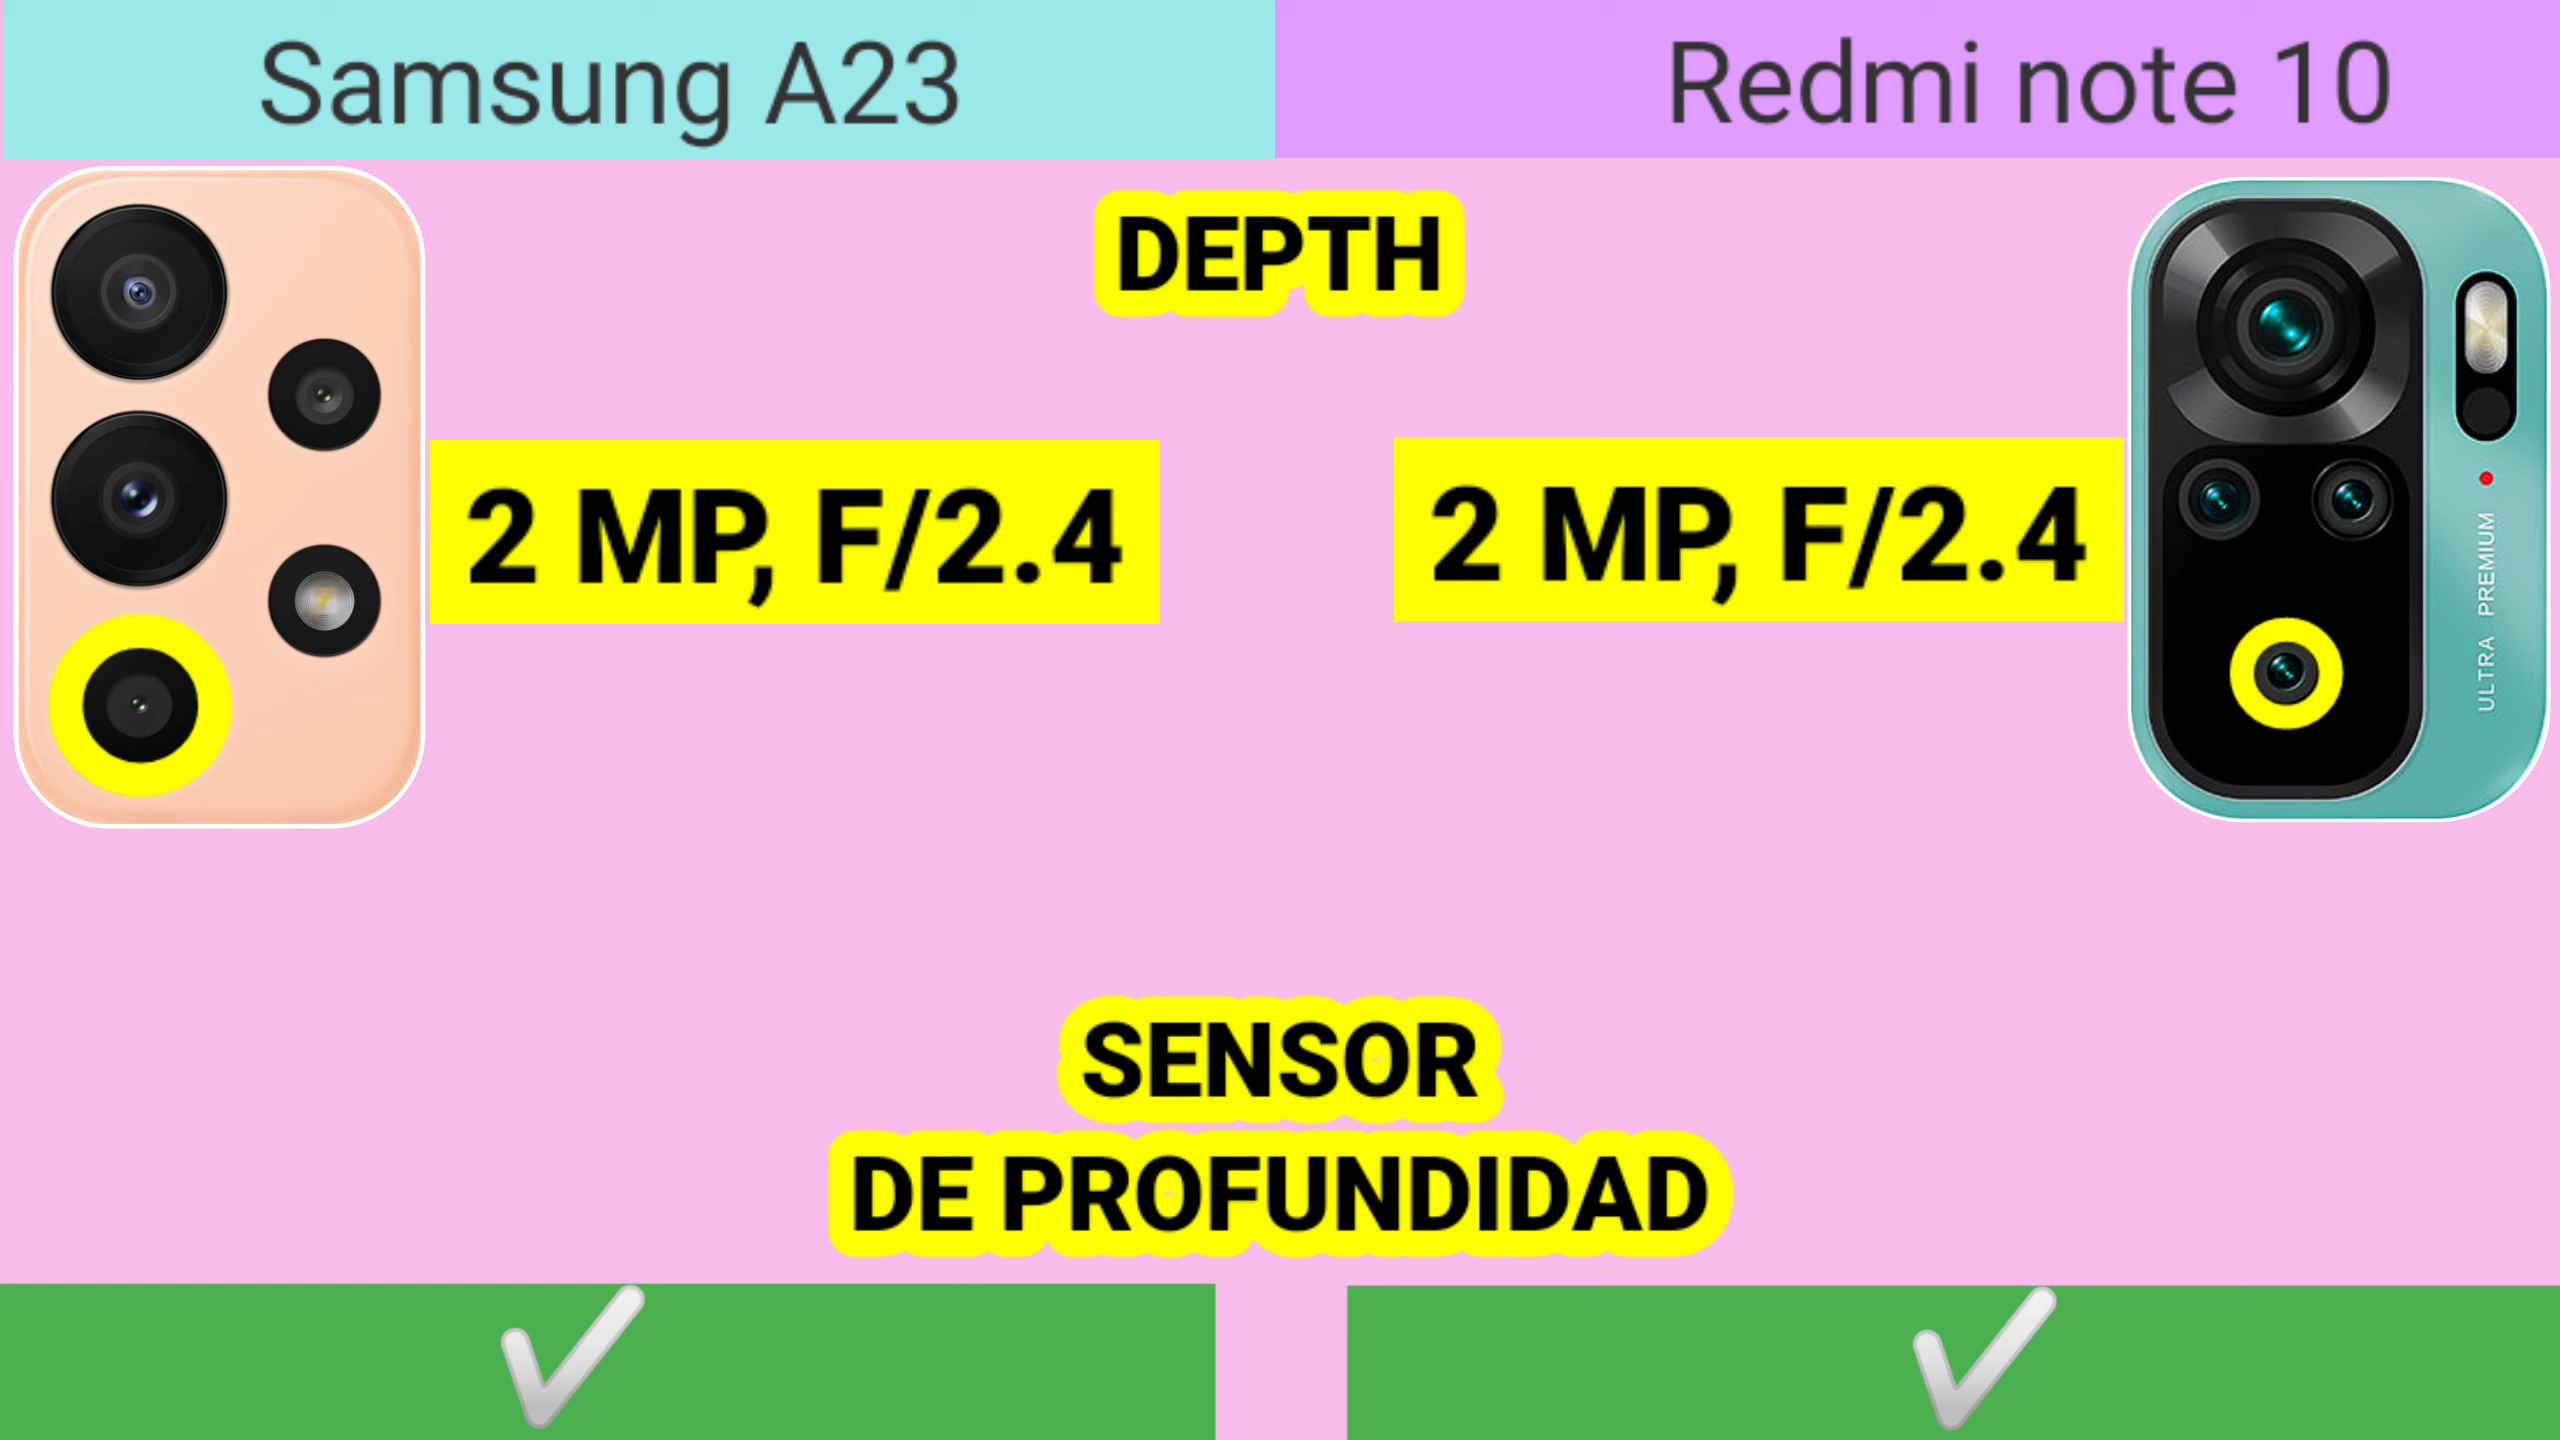 Samsung A23
Redmi note 10
DEPTH
2 MP, F/2.4
2 MP, F/2.4
ULTRA PREMIUM
SENSOR
DE PROFUNDIDAD